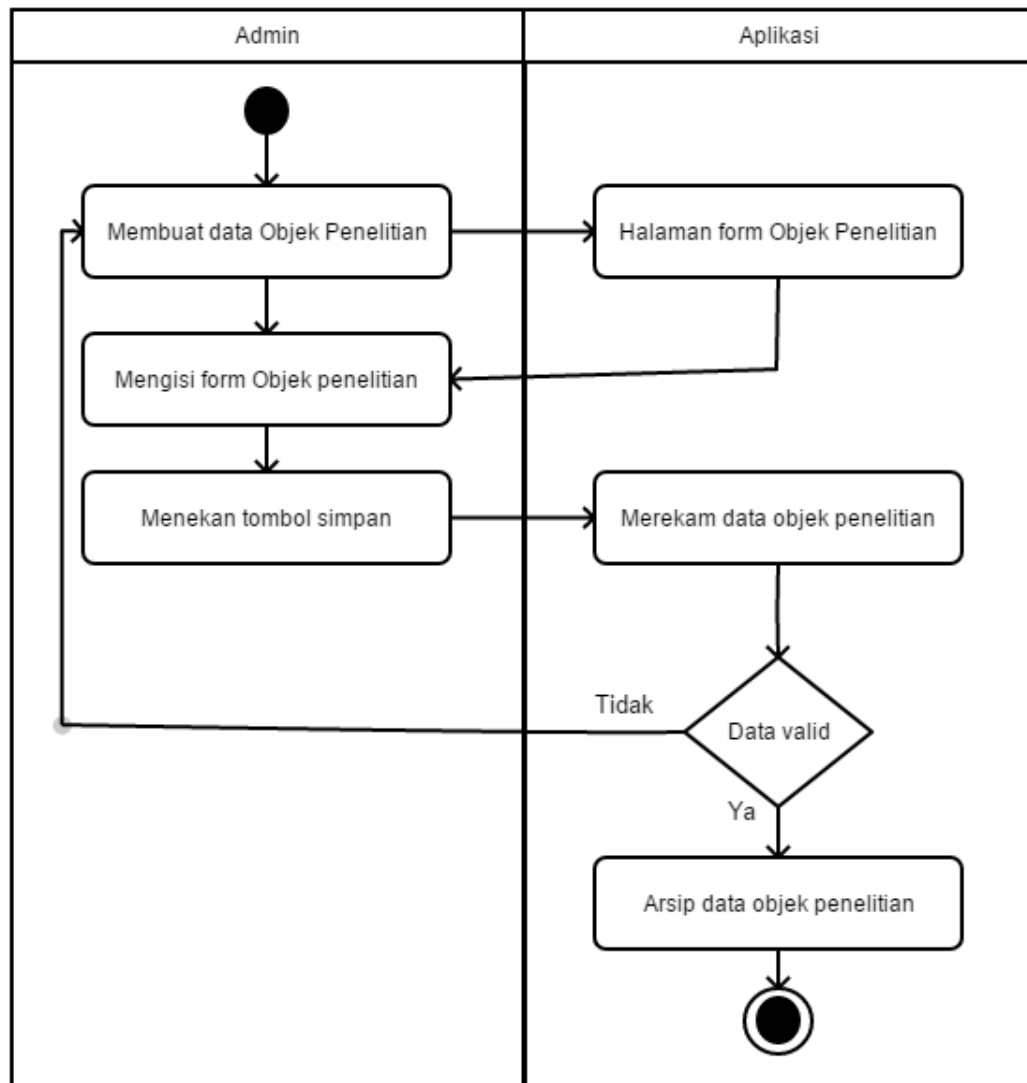 Admin
Aplikasi
Membuat data Objek Penelitian
Halaman form Objek Penelitian
Mengisi form Objek penelitian
Menekan tombol simpan
Merekam data objek penelitian
Tidak
Data valid
Ya
Arsip data objek penelitian